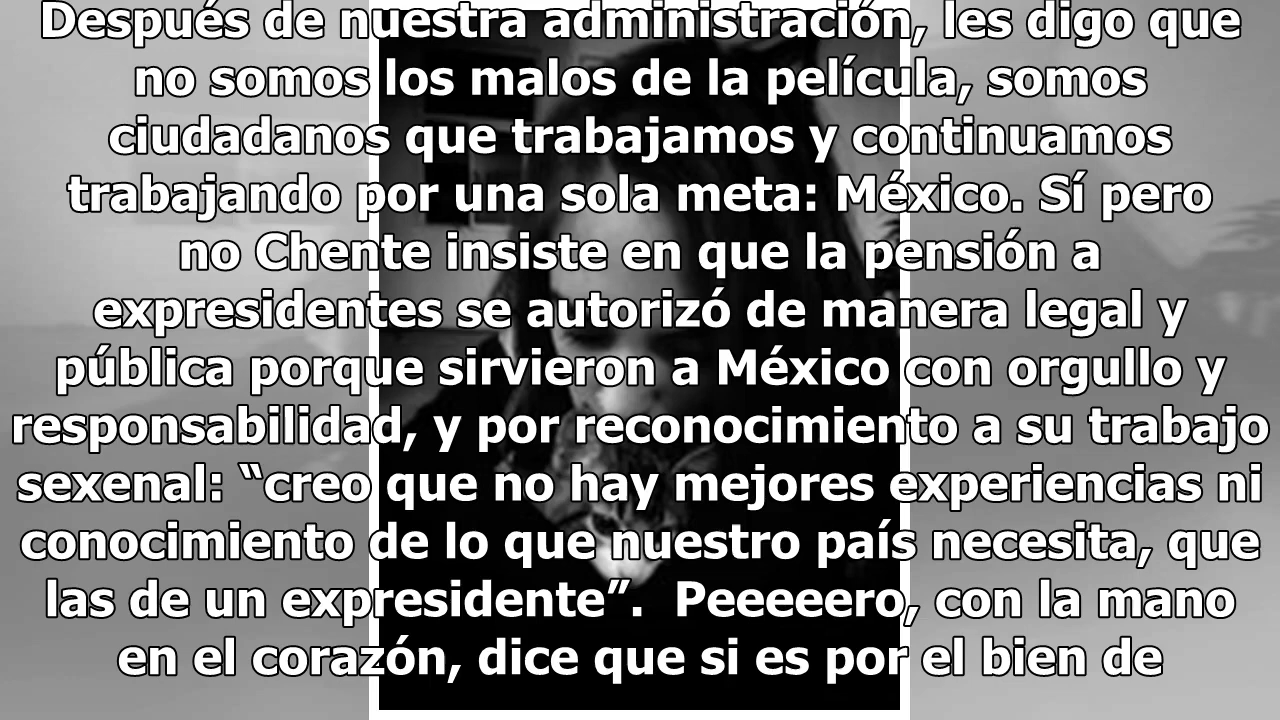 Después de nuestra administración, les digo que
no somos los malos de la película, somos
ciudadanos que trabajamos y continuamos
trabajando por una sola meta: México. Sí pero
no Chente insiste en que la pensión a
expresidentes se autorizó de manera legal y
pública porque sirvieron a México con orgullo y
responsabilidad, y por reconocimiento a su trabajo
sexenal: “creo que no hay mejores experiencias ni
conocimiento de lo que nuestro país necesita, que
las de un expresidente”.  Peeeeero, con la mano
en el corazón, dice que si es por el bien de